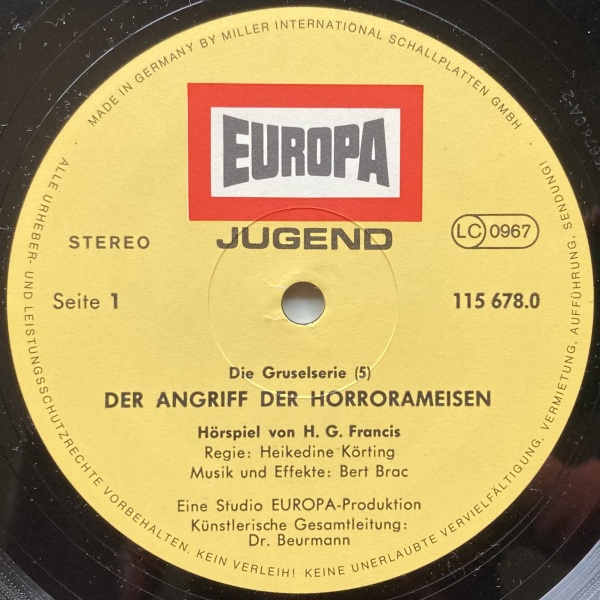 MADE IN GERMANY BY MILLER INTERNATIONAL SCHALLPLATTEN GMBH
EUROPA
JUGEND
STEREO
LC 0967
Seite 1
115 678.0
Die Gruselserie (5)
DER ANGRIFF DER HORRORAMEISEN
Hörspiel von H. G. Francis
Regie: Heikedine Körting
Musik und Effekte: Bert Brac
Eine Studio EUROPA-Produktion
Künstlerische Gesamtleitung:
Dr. Beurmann
ALLE URHEBER- UND LEISTUNGSSCHUTZRECHTE VORBEHALTEN. KEIN VERLEIH! KEINE UNERLAUBTE VERVIELFÄLTIGUNG, VERMIETUNG, AUFFÜHRUNG, SENDUNG!